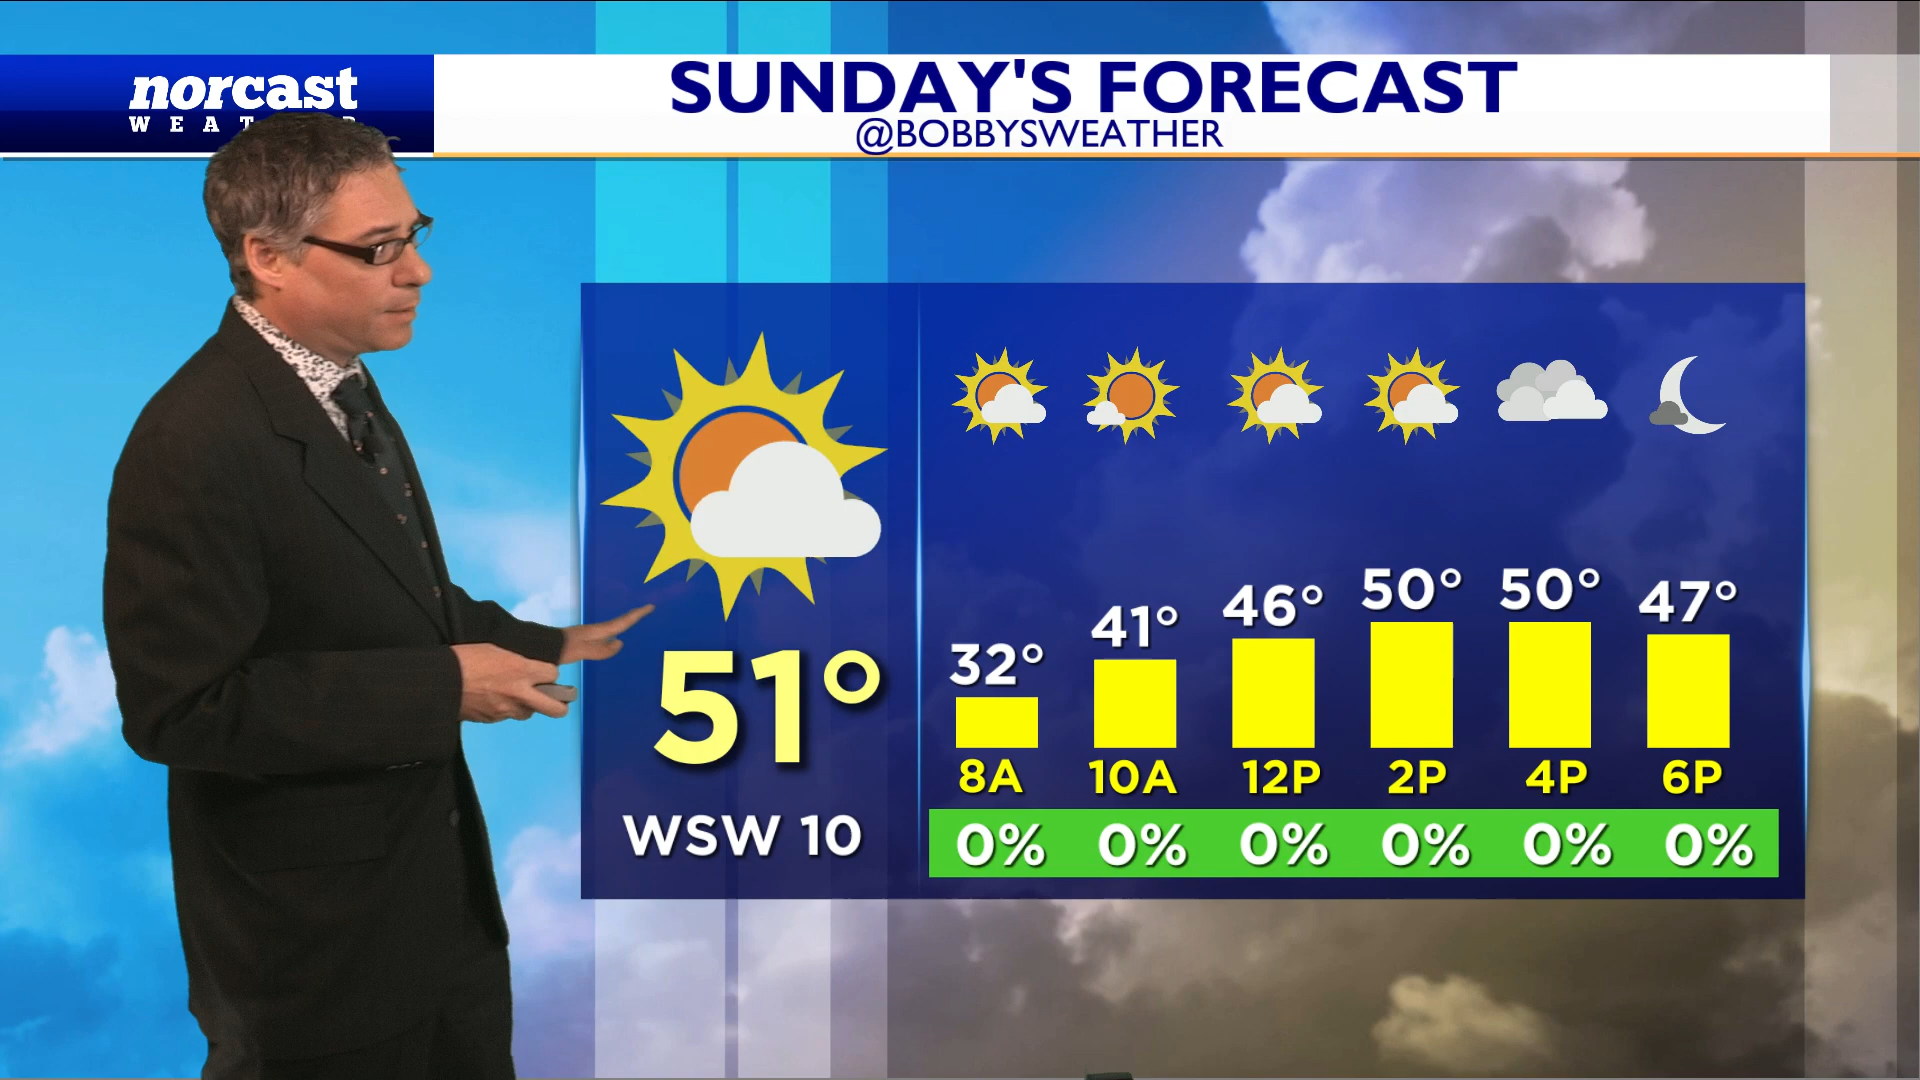 norcast
SUNDAY'S FORECAST
@BOBBYSWEATHER
32° 41° 46° 50° 50° 47°
51°
8A 10A 12P 2P 4P 6P
WSW 10
0% 0% 0% 0% 0% 0%